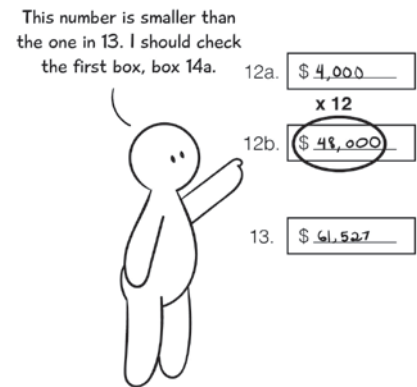 This number is smaller than
the one in 13. I should check
the first box, box 14a.
12a. $ 4,000
x 12
12b. $ 48,000
13. $ 61,527